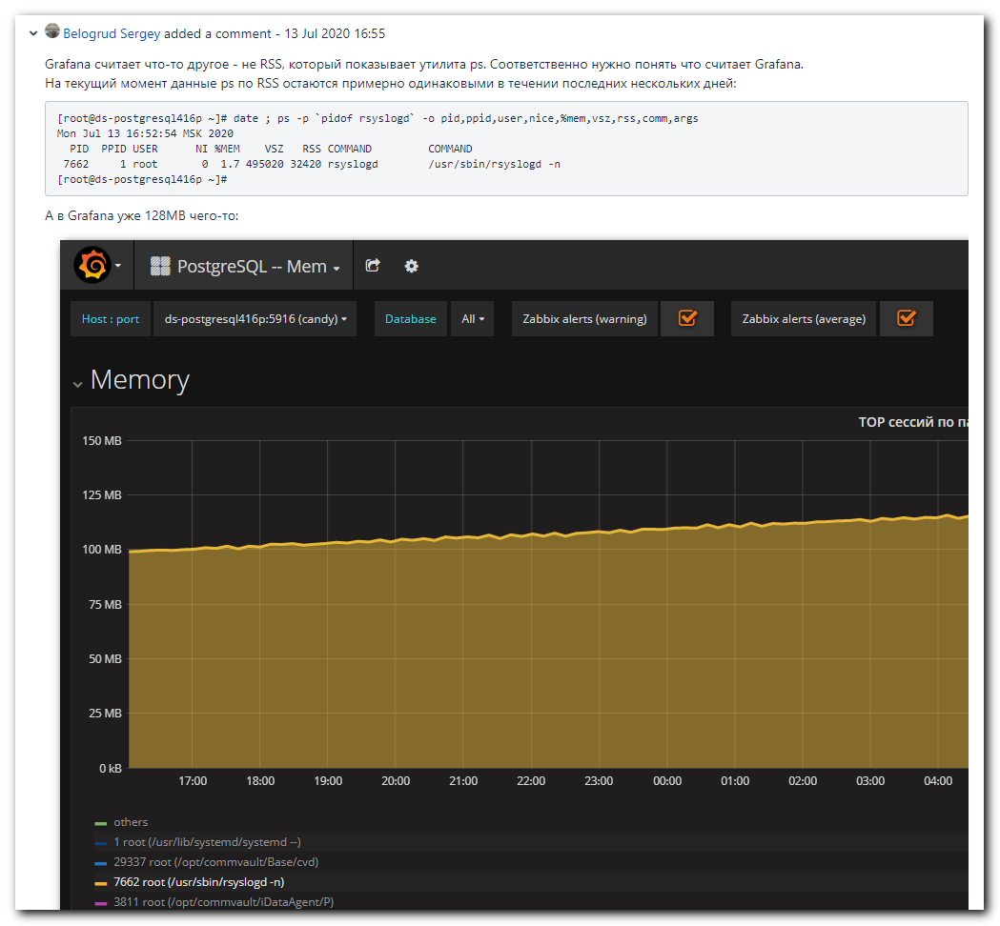 Belogrud Sergey added a comment - 13 Jul 2020 16:55
Grafana считает что-то другое - не RSS, который показывает утилита ps. Соответственно нужно понять что считает Grafana.
На текущий момент данные ps по RSS остаются примерно одинаковыми в течении последних нескольких дней:
[root@ds-postgresql416p ~]# date ; ps -p `pidof rsyslogd` -o pid,ppid,user,nice,%mem,vsz,rss,comm,args
Mon Jul 13 16:52:54 MSK 2020
PID PPID USER NI %MEM VSZ RSS COMMAND COMMAND
7662 1 root 0 1.7 495020 32420 rsyslogd /usr/sbin/rsyslogd -n
[root@ds-postgresql416p ~]#
А в Grafana уже 128MB чего-то:
PostgreSQL -- Mem
Host : port ds-postgresql416p:5916 (candy) Database All Zabbix alerts (warning) Zabbix alerts (average)
Memory
TOP сессий по
150 MB
125 MB
100 MB
75 MB
50 MB
25 MB
0 kB
17:00 18:00 19:00 20:00 21:00 22:00 23:00 00:00 01:00 02:00 03:00 04:00
others
1 root (/usr/lib/systemd/systemd --)
29337 root (/opt/commvault/Base/cvd)
7662 root (/usr/sbin/rsyslogd -n)
3811 root (/opt/commvault/iDataAgent/P)